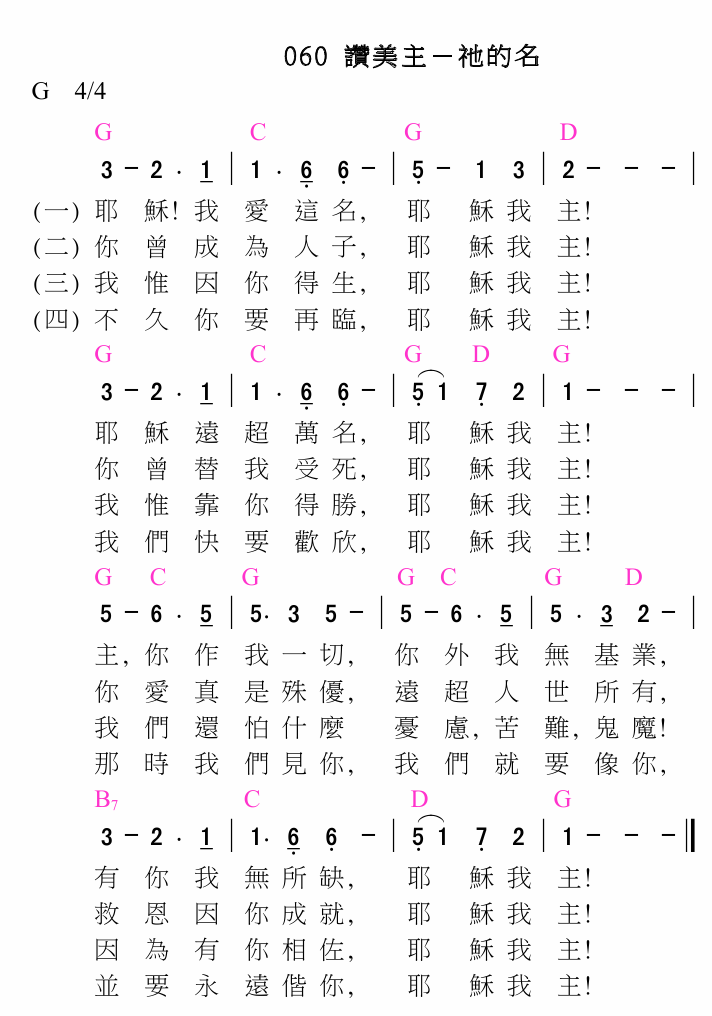 060 讚美主－祂的名
G 4/4
G C G D
3 － 2 · 1 | 1 · 6 6 － | 5 － 1 3 | 2 － － － |
(一) 耶 穌! 我 愛 這 名, 耶 穌 我 主!
(二) 你 曾 成 為 人 子, 耶 穌 我 主!
(三) 我 惟 因 你 得 生, 耶 穌 我 主!
(四) 不 久 你 要 再 臨, 耶 穌 我 主!
G C G D G
3 － 2 · 1 | 1 · 6 6 － | 5 1 7 2 | 1 － － － |
耶 穌 遠 超 萬 名, 耶 穌 我 主!
你 曾 替 我 受 死, 耶 穌 我 主!
我 惟 靠 你 得 勝, 耶 穌 我 主!
我 們 快 要 歡 欣, 耶 穌 我 主!
G C G G C G D
5 － 6 · 5 | 5 · 3 5 － | 5 － 6 · 5 | 5 · 3 2 － |
主, 你 作 我 一 切, 你 外 我 無 基 業,
你 愛 真 是 殊 優, 遠 超 人 世 所 有,
我 們 還 怕 什 麼 憂 慮, 苦 難, 鬼 魔!
那 時 我 們 見 你, 我 們 就 要 像 你,
B7 C D G
3 － 2 · 1 | 1 · 6 6 － | 5 1 7 2 | 1 － － － ‖
有 你 我 無 所 缺, 耶 穌 我 主!
救 恩 因 你 成 就, 耶 穌 我 主!
因 為 有 你 相 佐, 耶 穌 我 主!
並 要 永 遠 偕 你, 耶 穌 我 主!